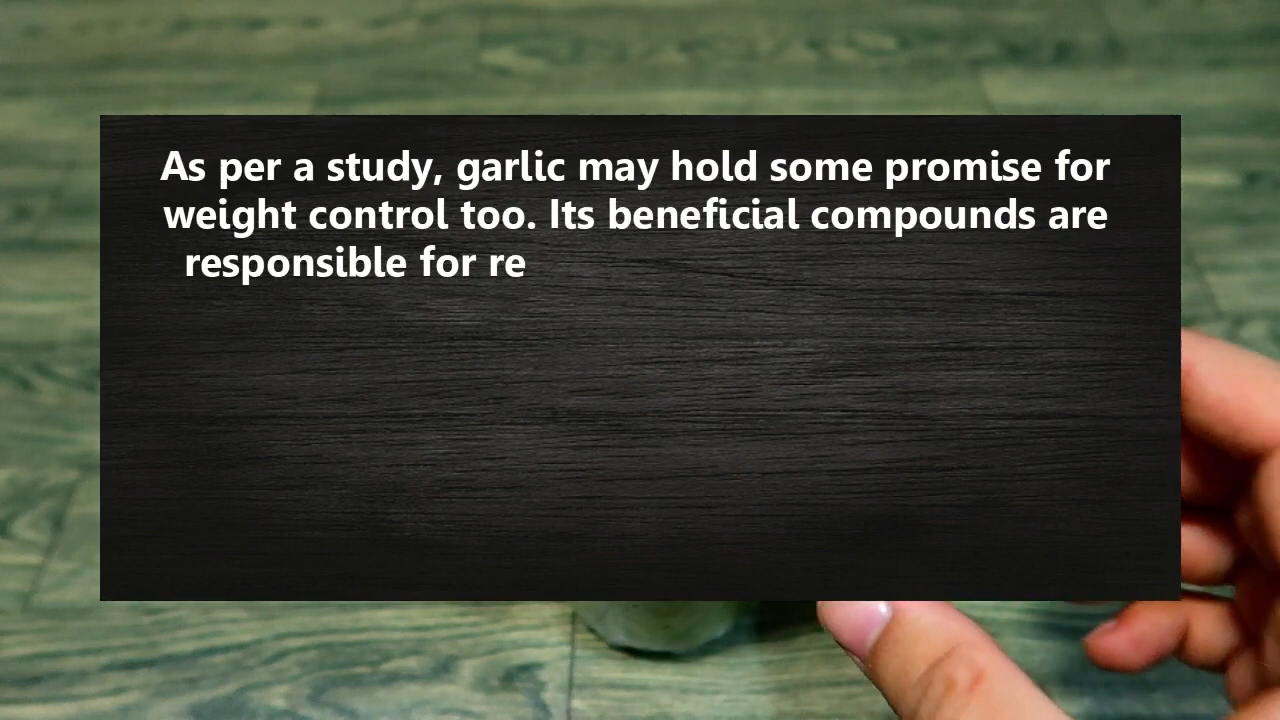 As per a study, garlic may hold some promise for
weight control too. Its beneficial compounds are
responsible for re